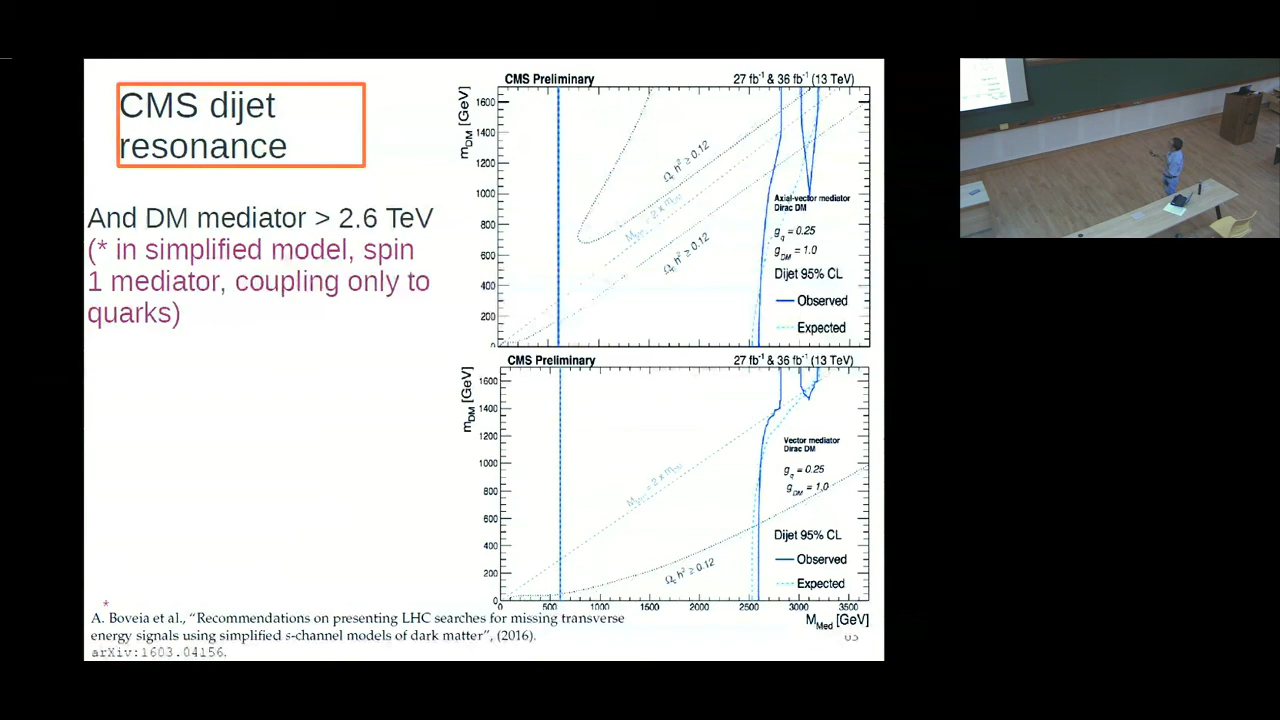 CMS dijet
resonance
And DM mediator > 2.6 TeV
(* in simplified model, spin
1 mediator, coupling only to
quarks)
CMS Preliminary 27 fb⁻¹ & 36 fb⁻¹ (13 TeV)
m_DM [GeV]
1600
1400
1200
1000
800
600
400
200
0
Ω_c h² ≥ 0.12
M_Med = 2 x m_DM
Ω_c h² ≥ 0.12
Axial-vector mediator
Dirac DM
g_q = 0.25
g_DM = 1.0
Dijet 95% CL
Observed
Expected
CMS Preliminary 27 fb⁻¹ & 36 fb⁻¹ (13 TeV)
m_DM [GeV]
1600
1400
1200
1000
800
600
400
200
0
M_Med = 2 x m_DM
Ω_c h² ≥ 0.12
Vector mediator
Dirac DM
g_q = 0.25
g_DM = 1.0
Dijet 95% CL
Observed
Expected
500 1000 1500 2000 2500 3000 3500
M_Med [GeV]
*
A. Boveia et al., “Recommendations on presenting LHC searches for missing transverse
energy signals using simplified s-channel models of dark matter”, (2016).
arXiv:1603.04156.